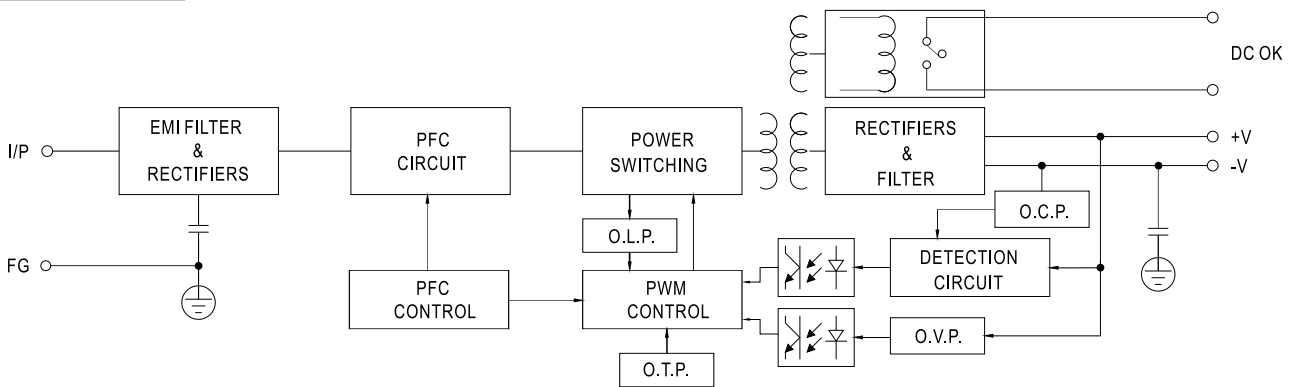 DC OK
I/P
EMI FILTER
&
RECTIFIERS
PFC
CIRCUIT
POWER
SWITCHING
RECTIFIERS
&
FILTER
+V
-V
O.C.P.
O.L.P.
FG
PFC
CONTROL
PWM
CONTROL
DETECTION
CIRCUIT
O.V.P.
O.T.P.